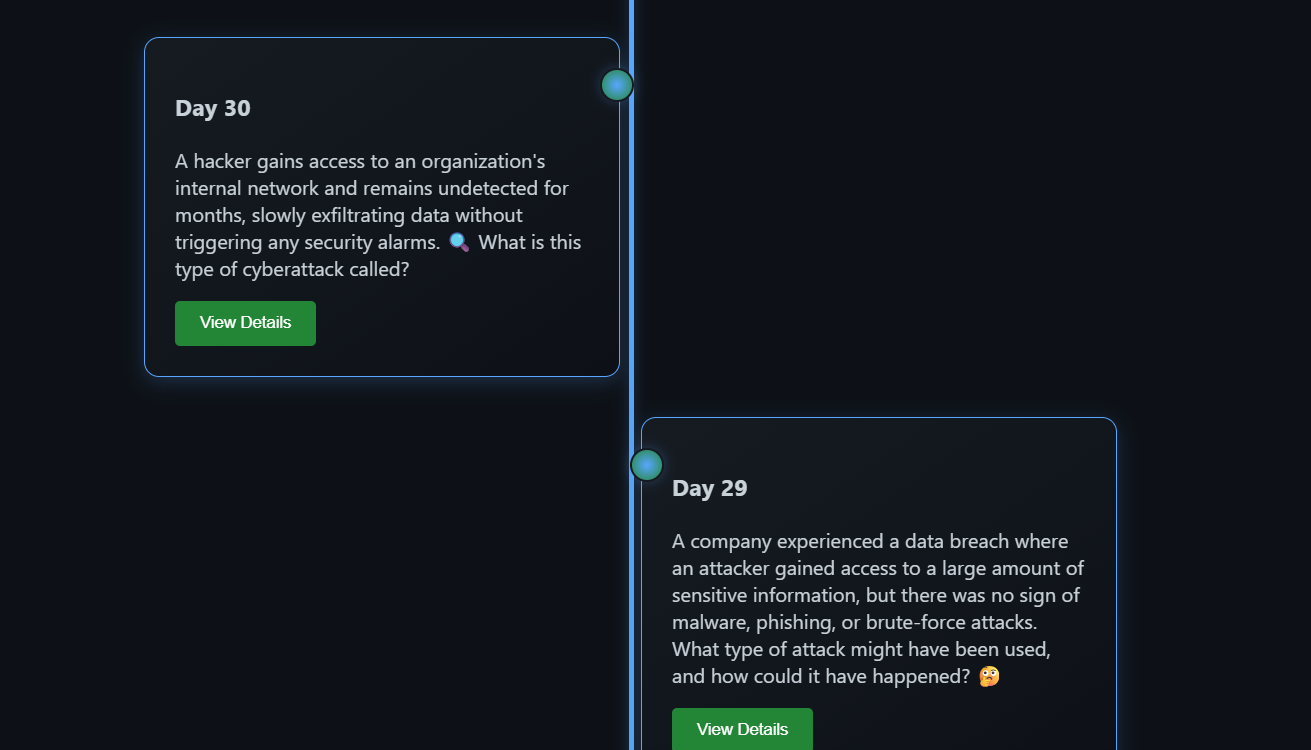 Day 30
A hacker gains access to an organization's
internal network and remains undetected for
months, slowly exfiltrating data without
triggering any security alarms. 🔍 What is this
type of cyberattack called?
View Details
Day 29
A company experienced a data breach where
an attacker gained access to a large amount of
sensitive information, but there was no sign of
malware, phishing, or brute-force attacks.
What type of attack might have been used,
and how could it have happened? 🤔
View Details